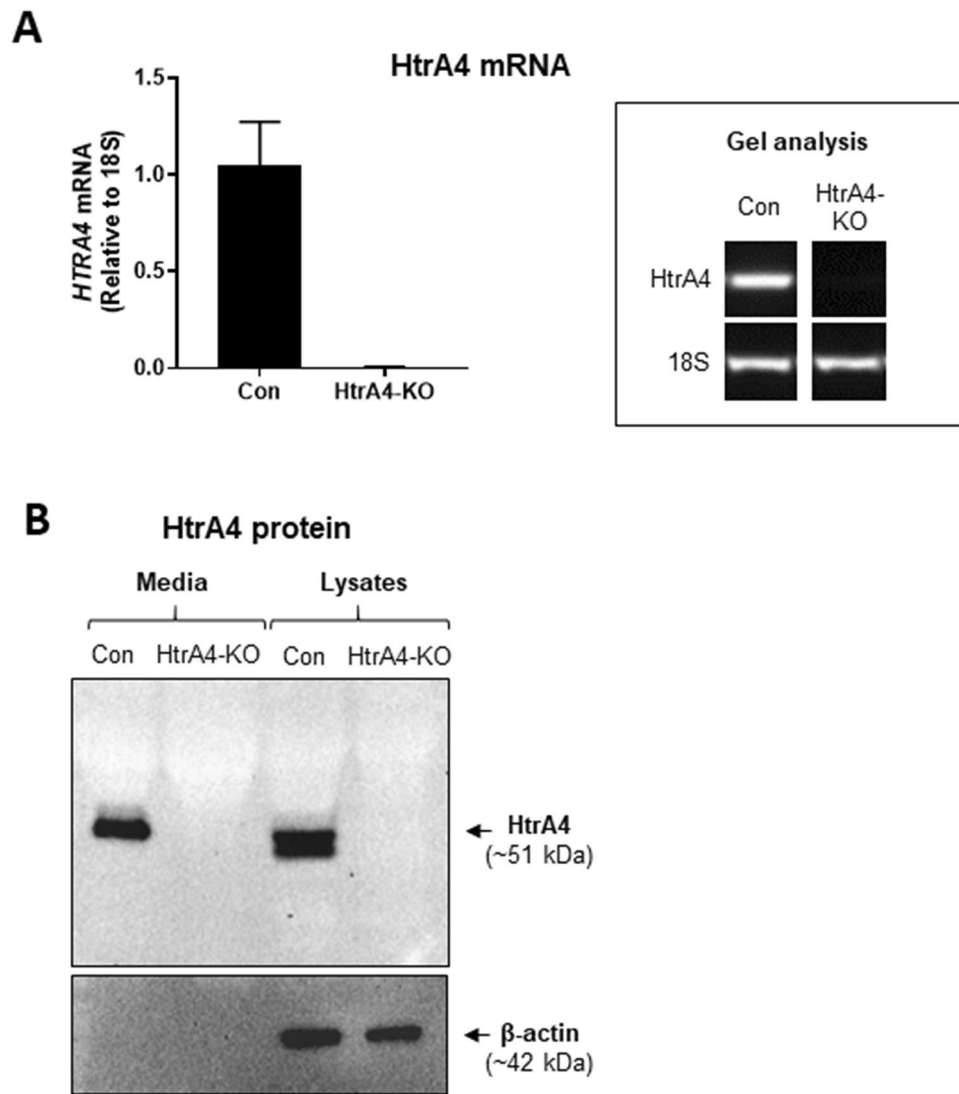 A
HtrA4 mRNA
HTRA4 mRNA
(Relative to 18S)
1.5
1.0
0.5
0.0
Con HtrA4-KO
Gel analysis
Con HtrA4-
KO
HtrA4
18S
B
HtrA4 protein
Media Lysates
Con HtrA4-KO Con HtrA4-KO
HtrA4
(~51 kDa)
β-actin
(~42 kDa)